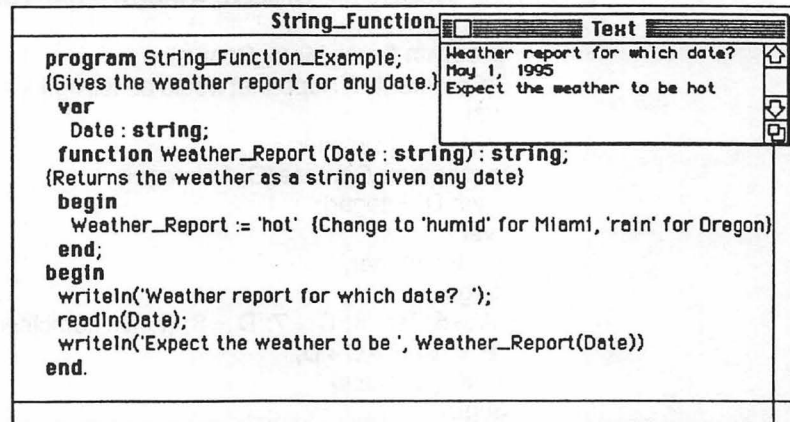 String_Function.
Text
Weather report for which date?
May 1, 1995
Expect the weather to be hot
program String_Function_Example;
{Gives the weather report for any date.}
var
Date : string;
function Weather_Report (Date : string) : string;
{Returns the weather as a string given any date}
begin
Weather_Report := 'hot' {Change to 'humid' for Miami, 'rain' for Oregon}
end;
begin
writeln('Weather report for which date? ');
readln(Date);
writeln('Expect the weather to be ', Weather_Report(Date))
end.